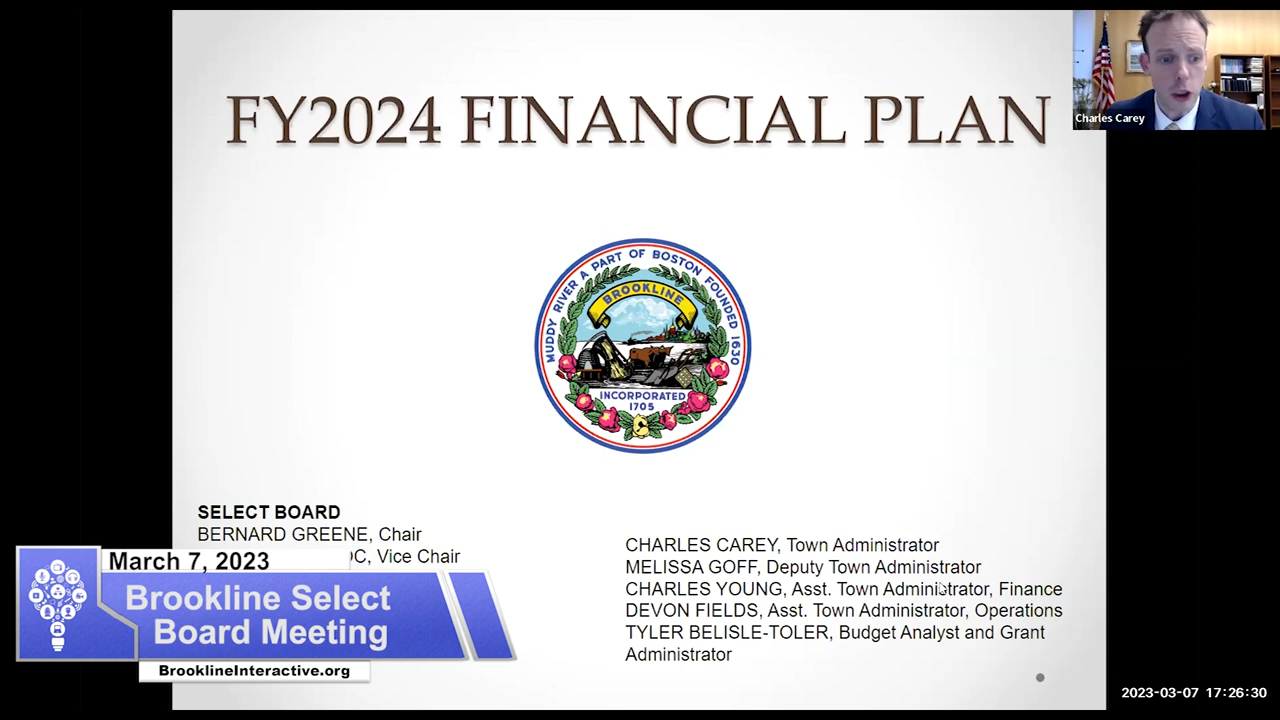 FY2024 FINANCIAL PLAN
Charles Carey
MUDDY RIVER A PART OF BOSTON FOUNDED 1630
BROOKLINE
INCORPORATED
1705
SELECT BOARD
BERNARD GREENE, Chair
Vice Chair
CHARLES CAREY, Town Administrator
MELISSA GOFF, Deputy Town Administrator
CHARLES YOUNG, Asst. Town Administrator, Finance
DEVON FIELDS, Asst. Town Administrator, Operations
TYLER BELISLE-TOLER, Budget Analyst and Grant
Administrator
March 7, 2023
Brookline Select
Board Meeting
BrooklineInteractive.org
2023-03-07 17:26:30